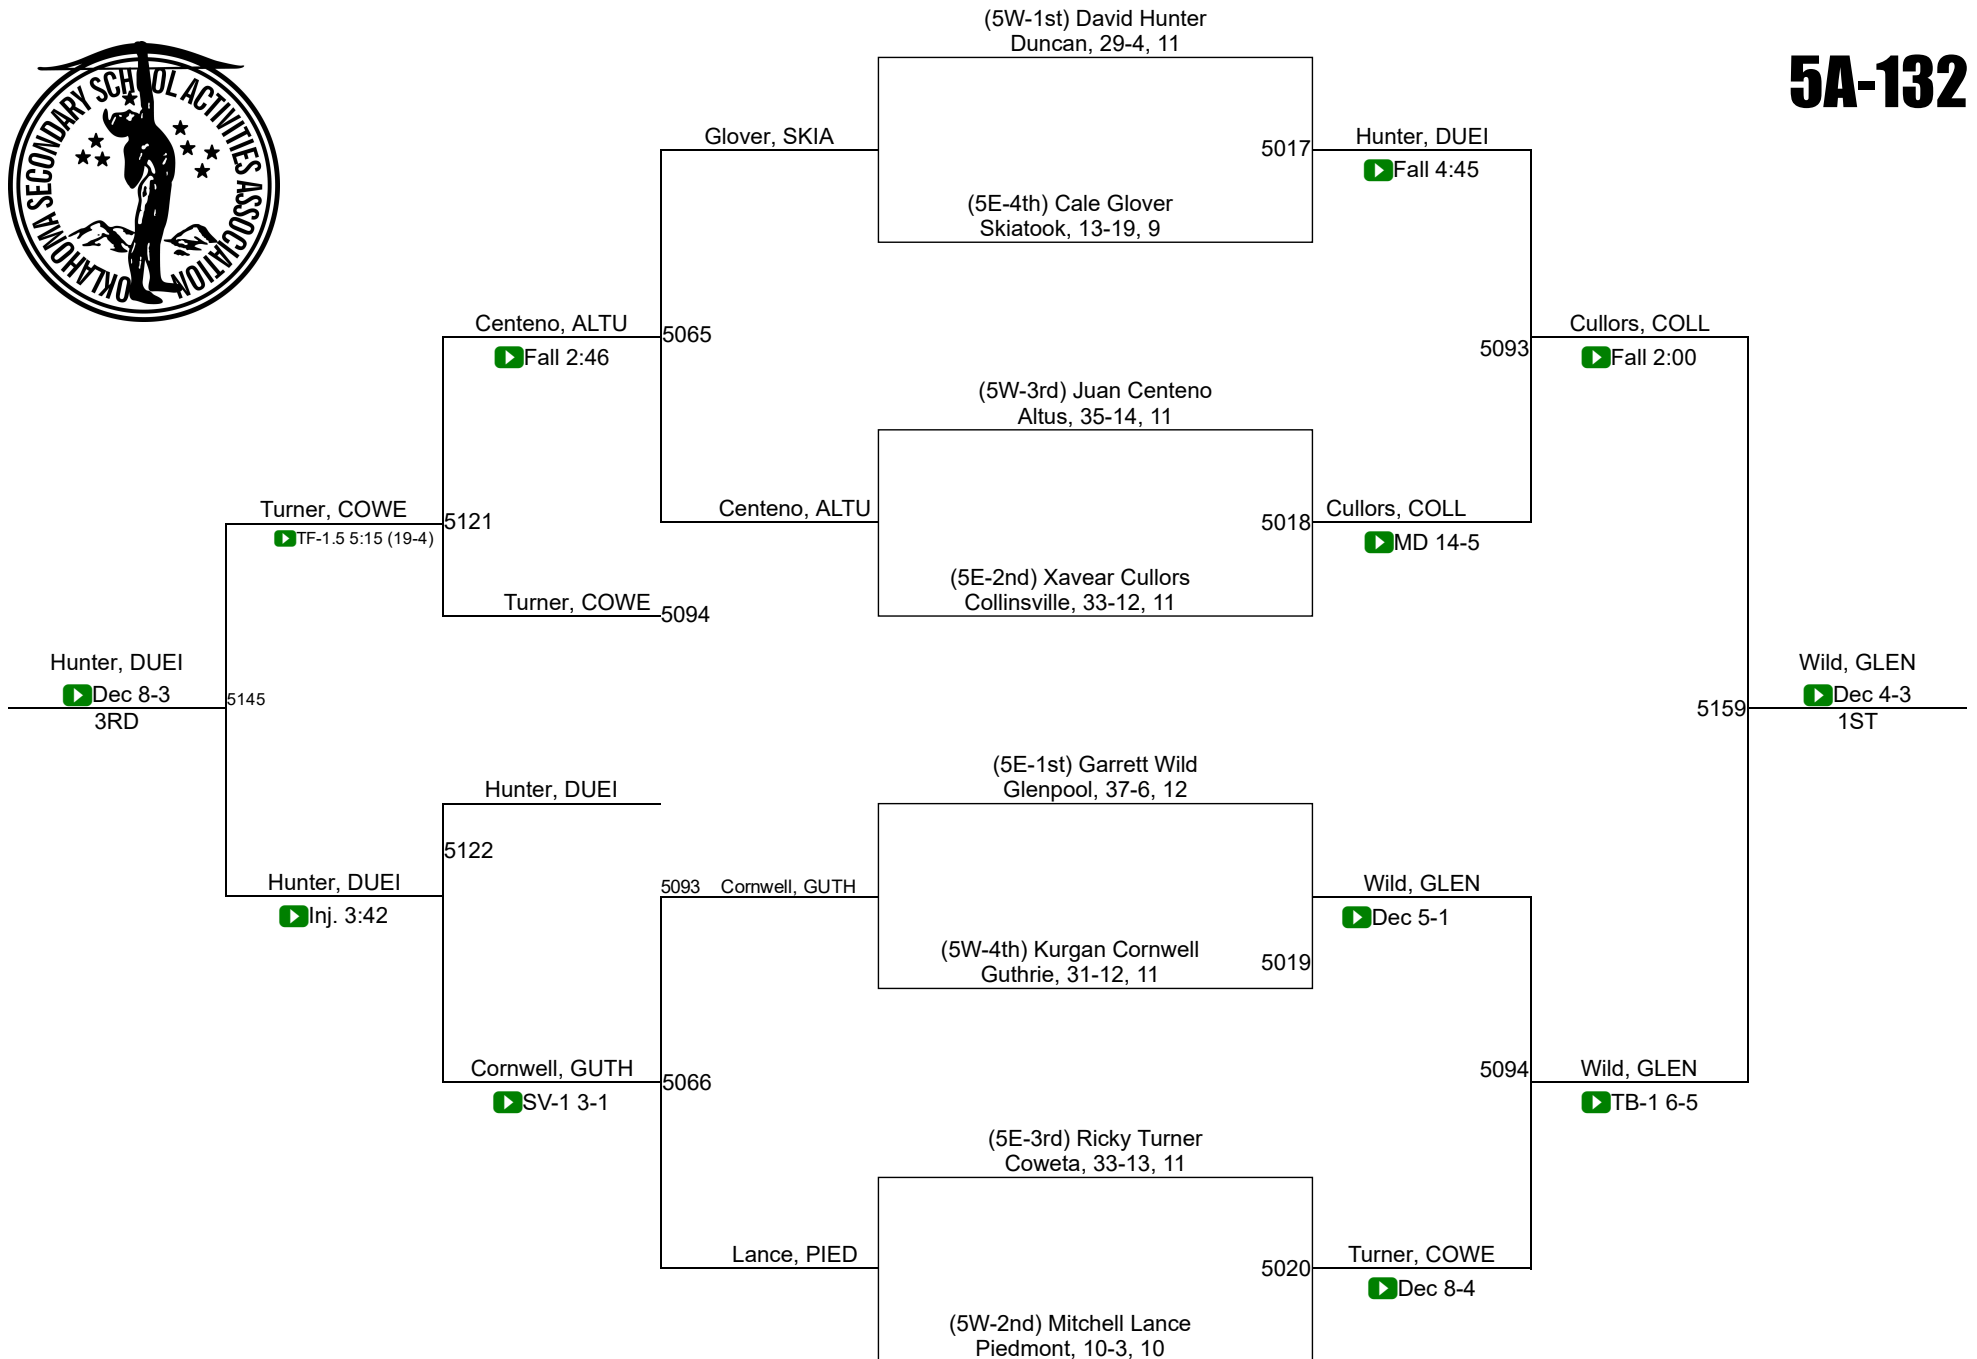 (5W-1st) David Hunter
Duncan, 29-4, 11
5A-132
OKLAHOMA SECONDARY SCHOOL ACTIVITIES ASSOCIATION
Glover, SKIA
5017
Hunter, DUEI
Fall 4:45
(5E-4th) Cale Glover
Skiatook, 13-19, 9
Centeno, ALTU
Fall 2:46
5065
5093
Cullors, COLL
Fall 2:00
(5W-3rd) Juan Centeno
Altus, 35-14, 11
Turner, COWE
TF-1.5 5:15 (19-4)
5121
Centeno, ALTU
5018
Cullors, COLL
MD 14-5
(5E-2nd) Xavear Cullors
Collinsville, 33-12, 11
Turner, COWE
5094
Hunter, DUEI
Dec 8-3
3RD
5145
5159
Wild, GLEN
Dec 4-3
1ST
(5E-1st) Garrett Wild
Glenpool, 37-6, 12
Hunter, DUEI
5122
Hunter, DUEI
Inj. 3:42
5093
Cornwell, GUTH
Wild, GLEN
Dec 5-1
(5W-4th) Kurgan Cornwell
Guthrie, 31-12, 11
5019
Cornwell, GUTH
SV-1 3-1
5066
5094
Wild, GLEN
TB-1 6-5
(5E-3rd) Ricky Turner
Coweta, 33-13, 11
Lance, PIED
5020
Turner, COWE
Dec 8-4
(5W-2nd) Mitchell Lance
Piedmont, 10-3, 10